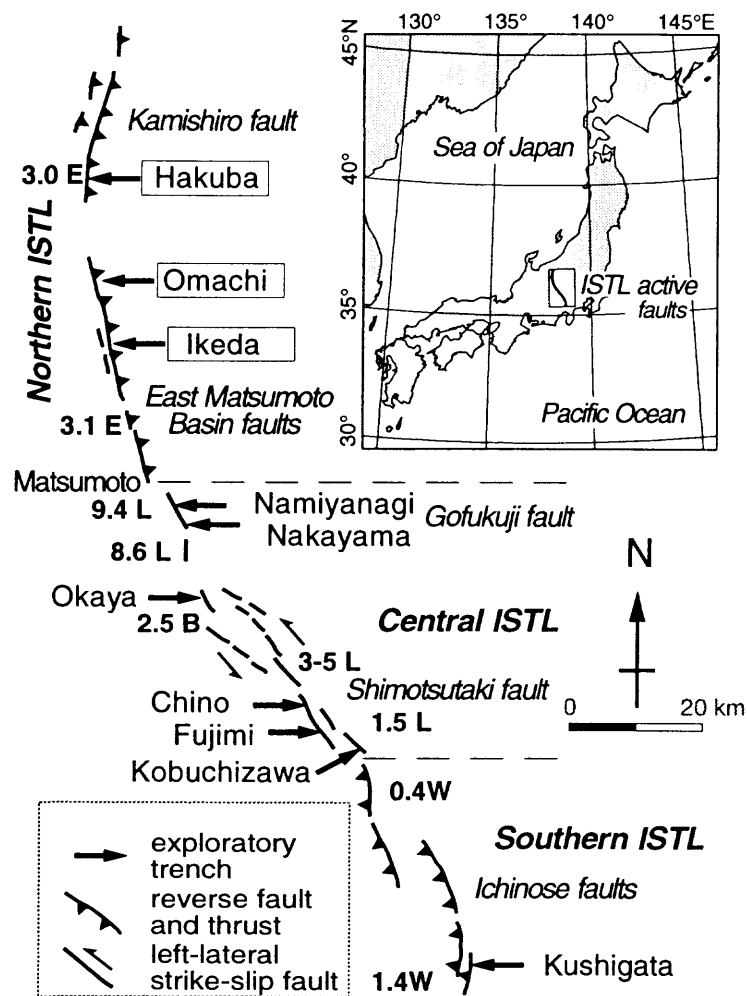 130° 135° 140° 145°E
45°N
40°
35°
30°
Sea of Japan
ISTL active
faults
Pacific Ocean
Kamishiro fault
3.0 E
Hakuba
Northern ISTL
Omachi
Ikeda
East Matsumoto
Basin faults
3.1 E
Matsumoto
9.4 L
Namiyanagi
Nakayama
Gofukuji fault
8.6 L
N
Okaya
2.5 B
Central ISTL
3-5 L
Shimotsutaki fault
0 20 km
Chino
1.5 L
Fujimi
Kobuchizawa
0.4W
Southern ISTL
Ichinose faults
exploratory
trench
reverse fault
and thrust
left-lateral
strike-slip fault
1.4W
Kushigata